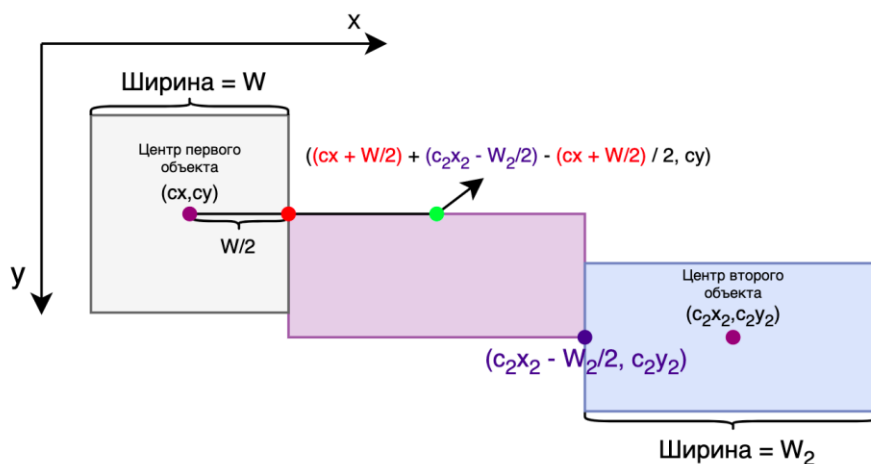 x
Ширина = W
Центр первого
объекта
(cx,cy)
((cx + W/2) + (c₂x₂ - W₂/2) - (cx + W/2) / 2, cy)
W/2
y
Центр второго
объекта
(c₂x₂,c₂y₂)
(c₂x₂ - W₂/2, c₂y₂)
Ширина = W₂